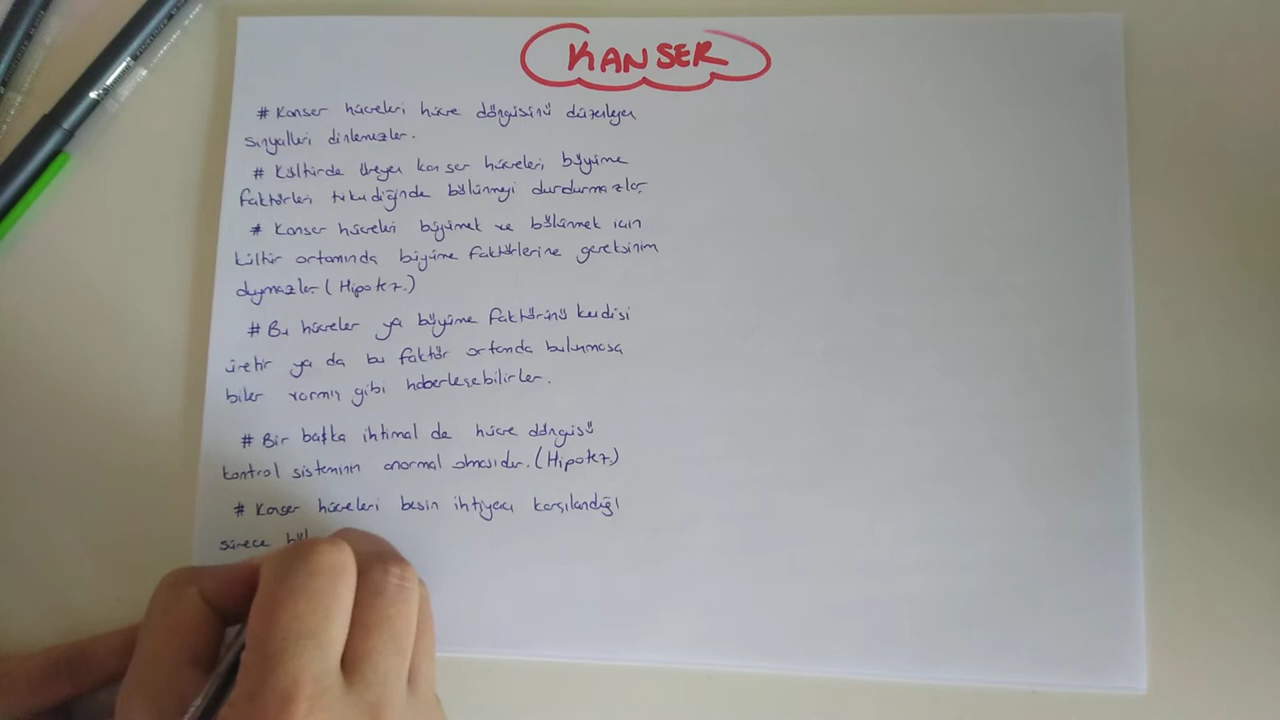 KANSER
# Kanser hücreleri hücre döngüsünü düzenleyen
sinyalleri dinlemezler.
# Kültürde üreyen kanser hücreleri, büyüme
faktörleri tükendiğinde bölünmeyi durdurmazlar.
# Kanser hücreleri büyümek ve bölünmek için
kültür ortamında büyüme faktörlerine gereksinim
duymazlar. (Hipotez.)
# Bu hücreler ya büyüme faktörünü kendisi
üretir ya da bu faktör ortamda bulunmasa
bile varmış gibi haberleşebilirler.
# Bir başka ihtimal de hücre döngüsü
kontrol sisteminin anormal olmasıdır. (Hipotez)
# Kanser hücreleri besin ihtiyacı karşılandığı
sürece böl